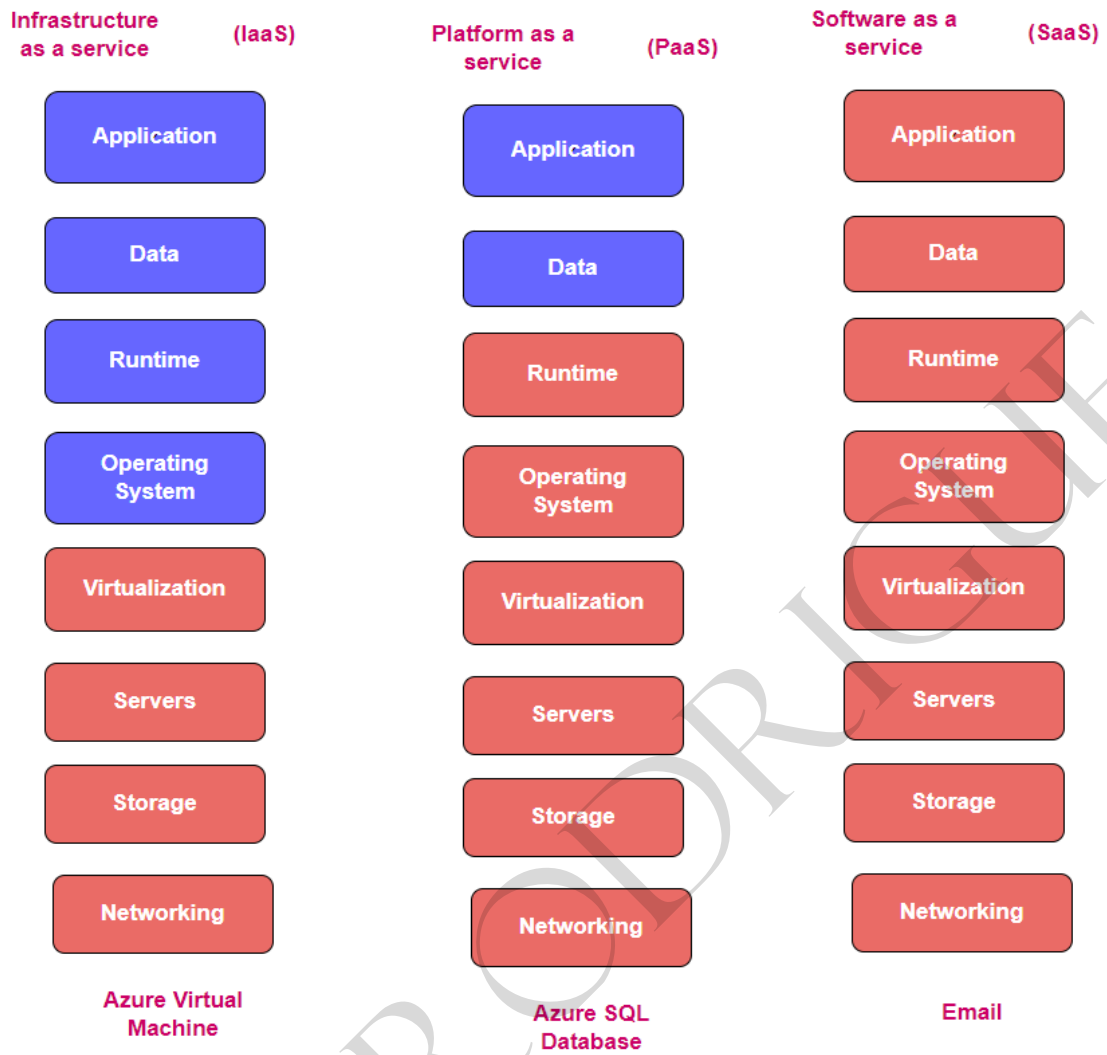 Infrastructure
as a service
(IaaS)
Application
Data
Runtime
Operating
System
Virtualization
Servers
Storage
Networking
Azure Virtual
Machine
Platform as a
service
(PaaS)
Application
Data
Runtime
Operating
System
Virtualization
Servers
Storage
Networking
Azure SQL
Database
Software as a
service
(SaaS)
Application
Data
Runtime
Operating
System
Virtualization
Servers
Storage
Networking
Email